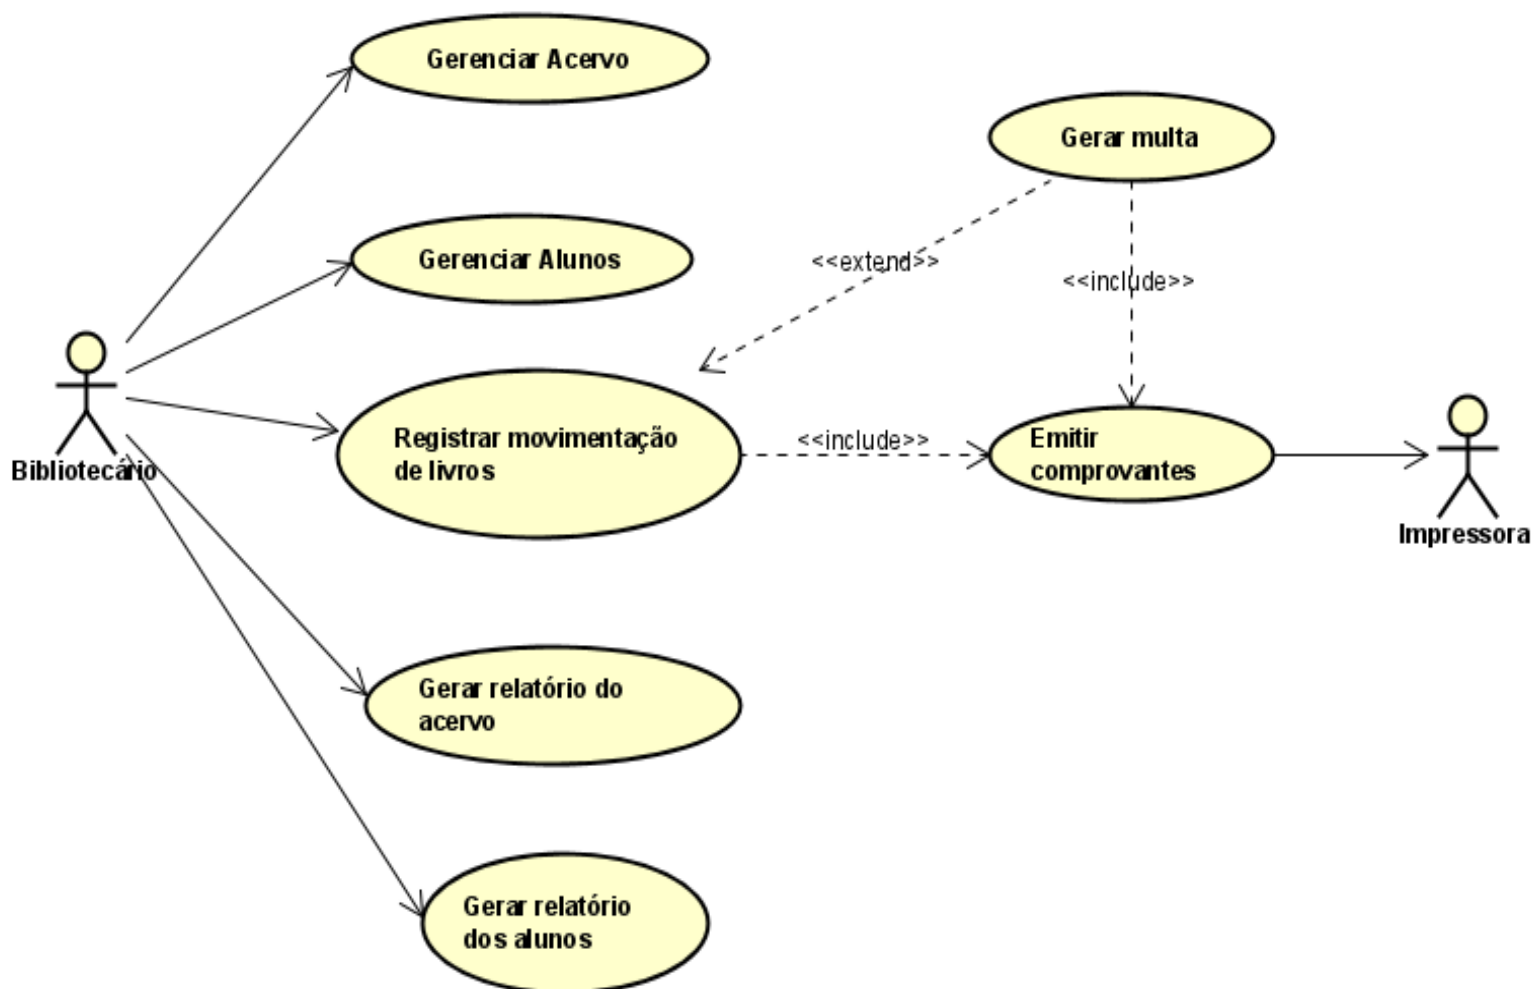 Gerenciar Acervo
Gerar multa
Gerenciar Alunos
<<extend>>
<<include>>
Registrar movimentação
de livros
<<include>>
Emitir
comprovantes
Bibliotecário
Impressora
Gerar relatório do
acervo
Gerar relatório
dos alunos